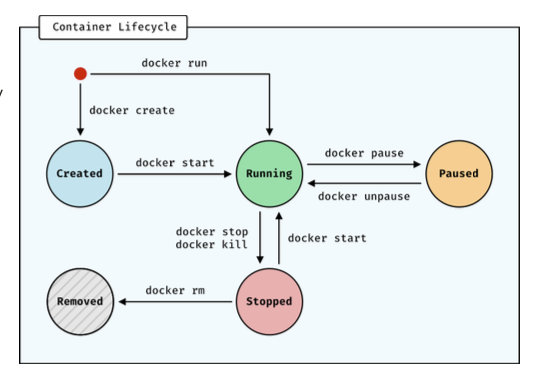 Container Lifecycle
docker run
docker create
Created
docker start
Running
docker pause
docker unpause
Paused
docker stop
docker kill
docker start
Removed
docker rm
Stopped